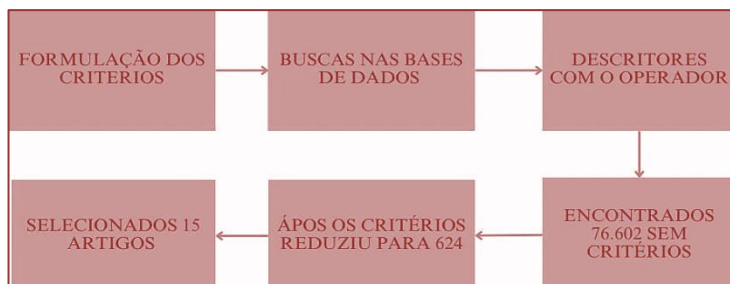 FORMULAÇÃO DOS
CRITERIOS
BUSCAS NAS BASES
DE DADOS
DESCRITORES
COM O OPERADOR
ENCONTRADOS
76.602 SEM
CRITÉRIOS
ÁPOS OS CRITÉRIOS
REDUZIU PARA 624
SELECIONADOS 15
ARTIGOS